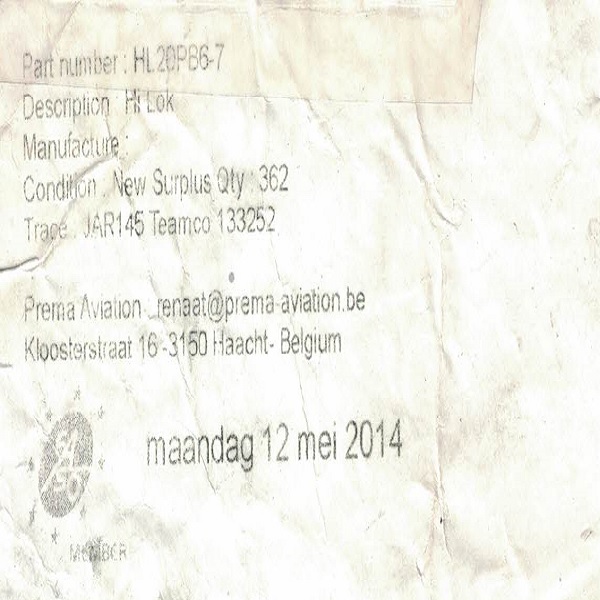 Part number : HL20PB6-7
Description : Hi Lok
Manufacture :
Condition : New Surplus Qty : 362
Trace : JAR145 Teamco 133252
Prema Aviation : renaat@prema-aviation.be
Kloosterstraat 16 -3150 Haacht- Belgium
maandag 12 mei 2014
MEMBER